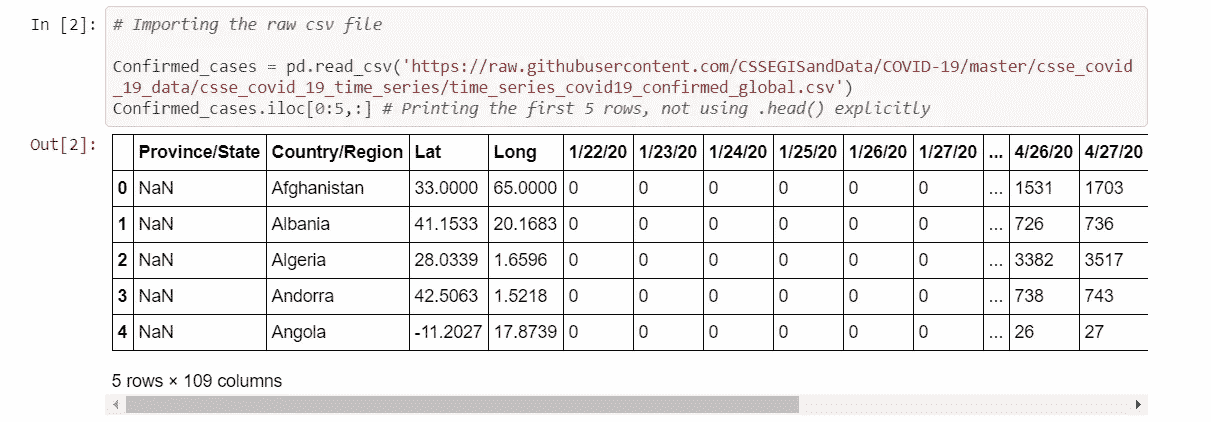 In [2]:
# Importing the raw csv file
Confirmed_cases = pd.read_csv('https://raw.githubusercontent.com/CSSEGISandData/COVID-19/master/csse_covid
_19_data/csse_covid_19_time_series/time_series_covid19_confirmed_global.csv')
Confirmed_cases.iloc[0:5,:] # Printing the first 5 rows, not using .head() explicitly
Out[2]:
Province/State Country/Region Lat Long 1/22/20 1/23/20 1/24/20 1/25/20 1/26/20 1/27/20 ... 4/26/20 4/27/20
0 NaN Afghanistan 33.0000 65.0000 0 0 0 0 0 0 ... 1531 1703
1 NaN Albania 41.1533 20.1683 0 0 0 0 0 0 ... 726 736
2 NaN Algeria 28.0339 1.6596 0 0 0 0 0 0 ... 3382 3517
3 NaN Andorra 42.5063 1.5218 0 0 0 0 0 0 ... 738 743
4 NaN Angola -11.2027 17.8739 0 0 0 0 0 0 ... 26 27
5 rows × 109 columns